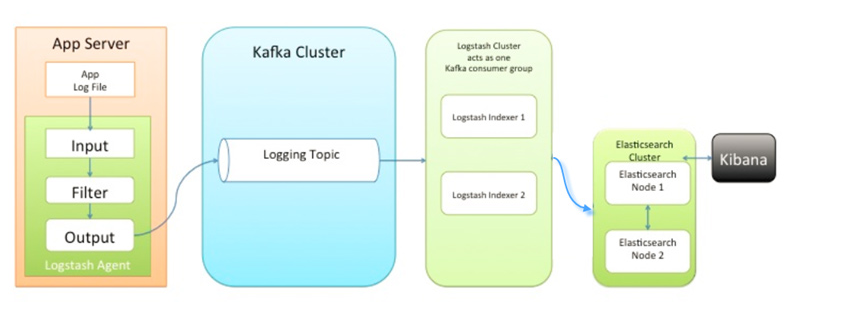 App Server
App
Log File
Input
Filter
Output
Logstash Agent
Kafka Cluster
Logging Topic
Logstash Cluster
acts as one
Kafka consumer group
Logstash Indexer 1
Logstash Indexer 2
Elasticsearch
Cluster
Elasticsearch
Node 1
Elasticsearch
Node 2
Kibana